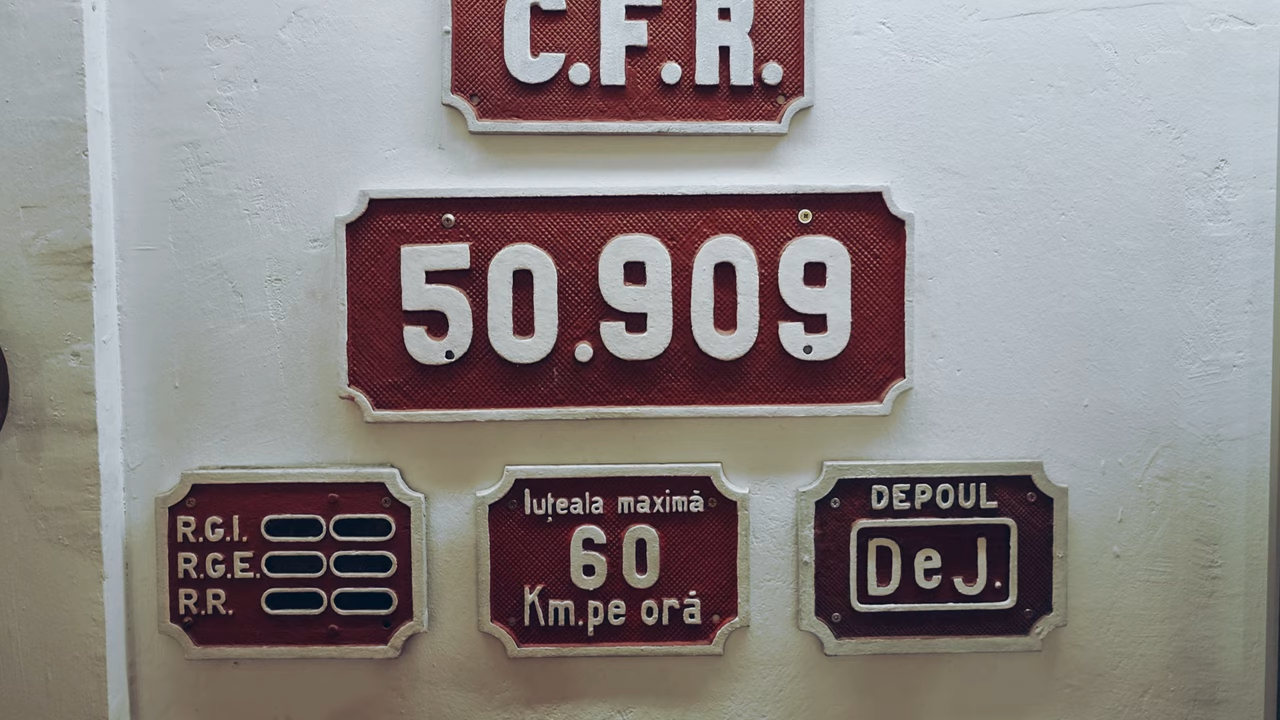 C.F.R.
50.909
R.G.I.
R.G.E.
R.R.
Iuțeala maximă
60
Km.pe oră
DEPOUL
DeJ.